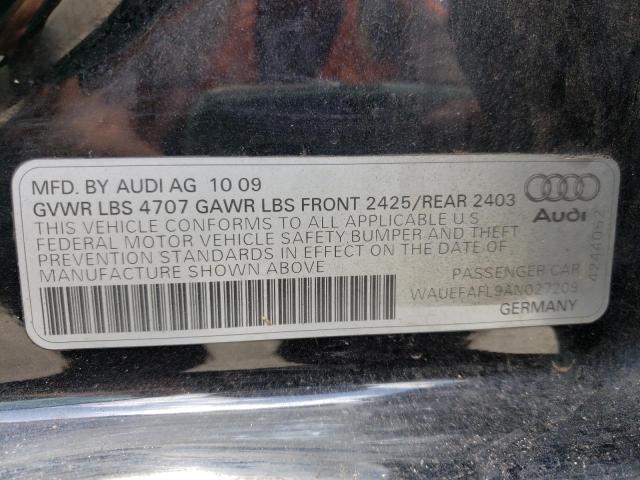 MFD. BY AUDI AG 10 09
GVWR LBS 4707 GAWR LBS FRONT 2425/REAR 2403
THIS VEHICLE CONFORMS TO ALL APPLICABLE U.S
FEDERAL MOTOR VEHICLE SAFETY, BUMPER AND THEFT
PREVENTION STANDARDS IN EFFECT ON THE DATE OF
MANUFACTURE SHOWN ABOVE
PASSENGER CAR
WAUEFAFL9AN027209
GERMANY
Audi